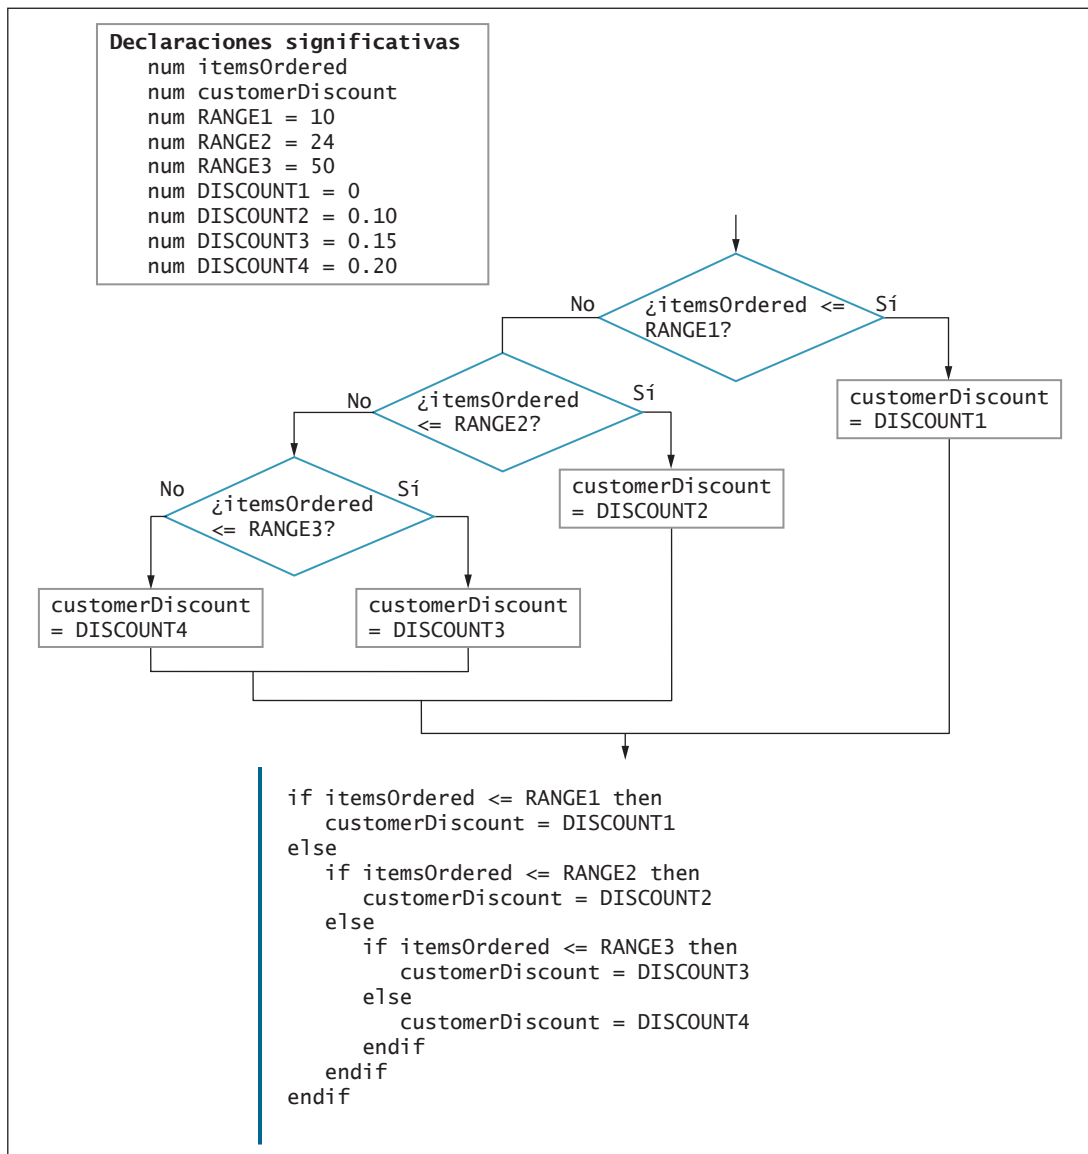 Declaraciones significativas
num itemsOrdered
num customerDiscount
num RANGE1 = 10
num RANGE2 = 24
num RANGE3 = 50
num DISCOUNT1 = 0
num DISCOUNT2 = 0.10
num DISCOUNT3 = 0.15
num DISCOUNT4 = 0.20
No
¿itemsOrdered <=
RANGE1?
Sí
customerDiscount
= DISCOUNT1
No
¿itemsOrdered
<= RANGE2?
Sí
customerDiscount
= DISCOUNT2
No
¿itemsOrdered
<= RANGE3?
Sí
customerDiscount
= DISCOUNT4
customerDiscount
= DISCOUNT3
if itemsOrdered <= RANGE1 then
   customerDiscount = DISCOUNT1
else
   if itemsOrdered <= RANGE2 then
      customerDiscount = DISCOUNT2
   else
      if itemsOrdered <= RANGE3 then
         customerDiscount = DISCOUNT3
      else
         customerDiscount = DISCOUNT4
      endif
   endif
endif